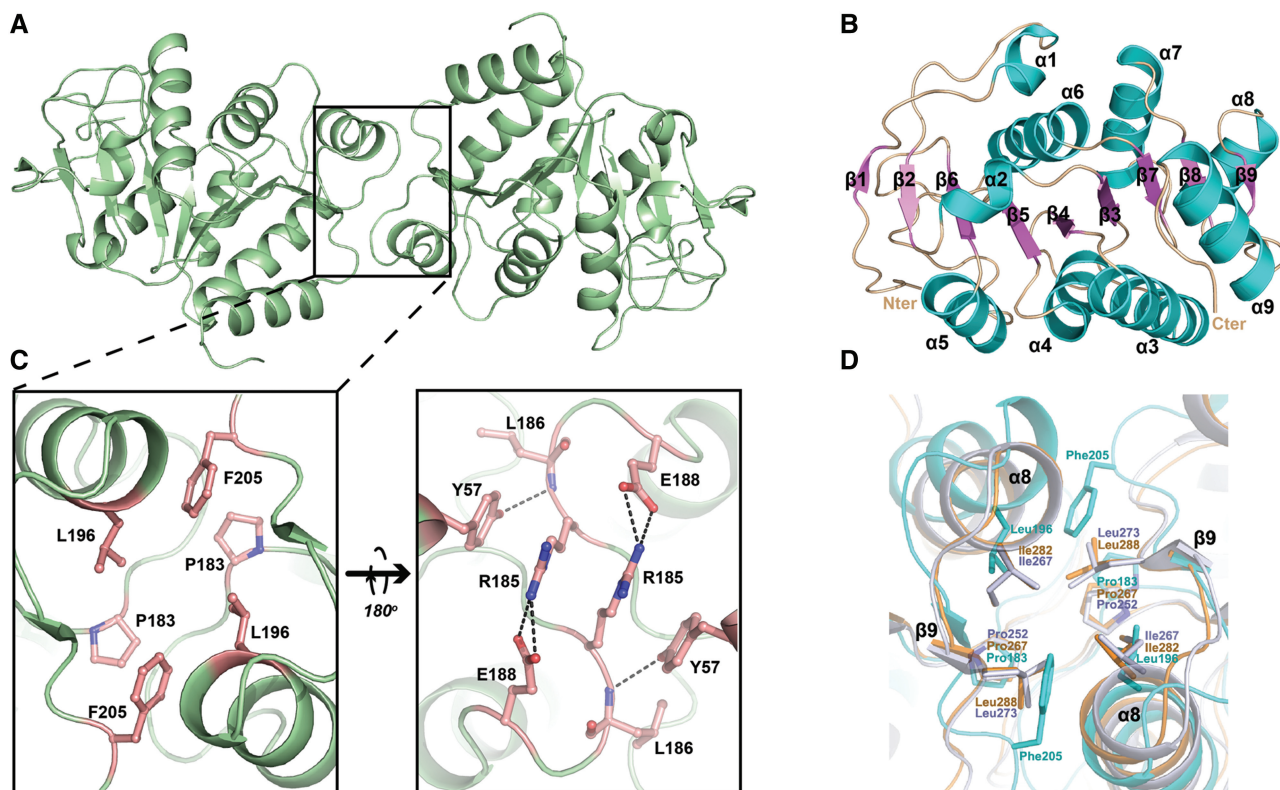 A
B
α1
α7
α6
α8
β1
β2
β6
α2
β7
β8
β9
β5
β4
β3
Nter
Cter
α5
α4
α3
α9
C
D
F205
L196
P183
P183
L196
F205
180°
L186
E188
Y57
R185
R185
E188
Y57
L186
Phe205
α8
Leu196
Ile282
Ile267
Leu273
Leu288
β9
Pro183
Pro267
Pro252
β9
Pro252
Pro267
Pro183
Ile267
Ile282
Leu196
Leu288
Leu273
α8
Phe205